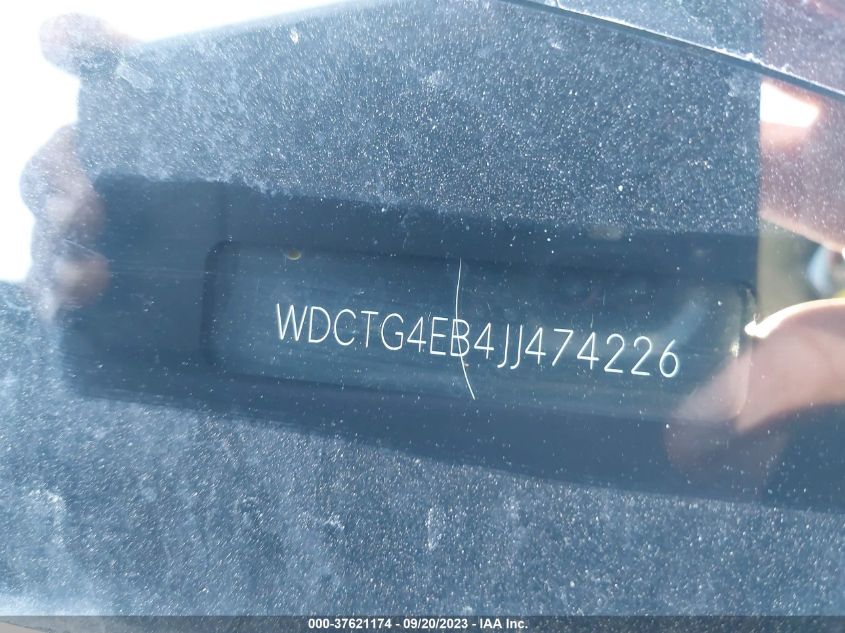 WDCTG4EB4JJ474226
000-37621174 - 09/20/2023 - IAA Inc.